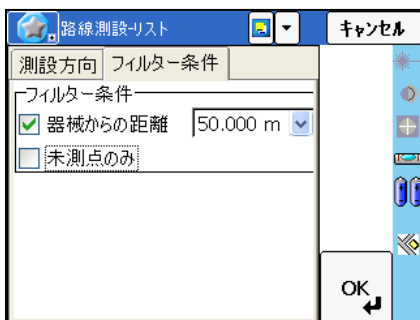 路線測設-リスト
キャンセル
測設方向 フィルター条件
フィルター条件
器械からの距離 50.000 m
未測点のみ
OK